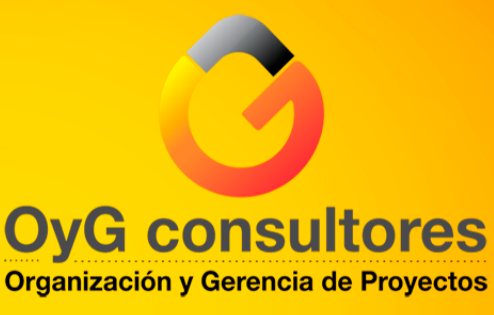 OyG consultores
Organización y Gerencia de Proyectos